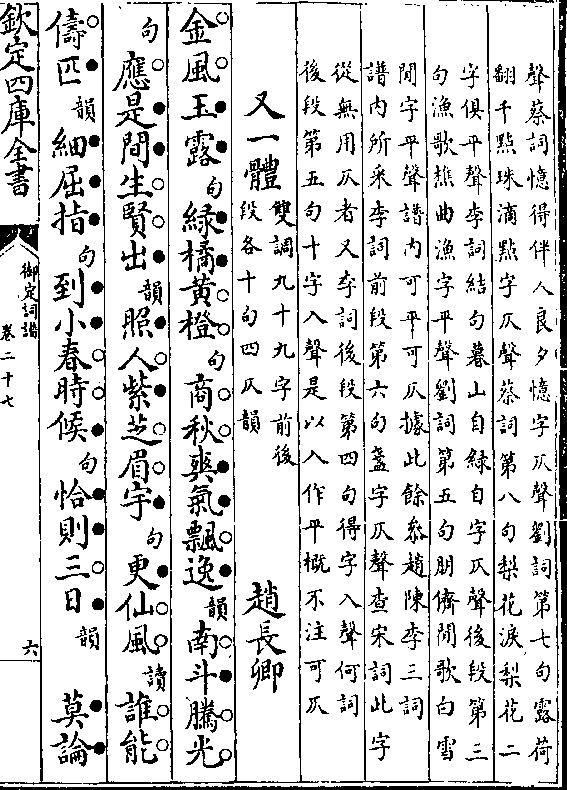 聲蔡詞憶得伴人良夕憶字仄聲劉詞第七句露荷
翻千點珠滴點字仄聲蔡詞第八句梨花淚梨花二
字俱平聲李詞結句暮山自綠自字仄聲後段第三
句漁歌樵曲漁字平聲劉詞第五句朋儕閒歌白雪
閒字平聲譜内可平可仄據此餘叅趙陳李三詞
譜内所采李詞前段第六句盞字仄聲查宋詞此字
從無用仄者又李詞後段第四句得字入聲何詞
後段第五句十字入聲是以入作平概不注可仄
又一體 雙調九十九字前後段各十句四仄韻 趙長卿
金風玉露句綠橘黃橙句商秋爽氣飄逸韻南斗騰光
句應是間生賢出韻照人紫芝眉宇句更仙風讀誰能
儔匹韻細屈指句到小春時候句恰則三日韻 莫論
欽定四庫全書
御定詞譜
卷二十七
六